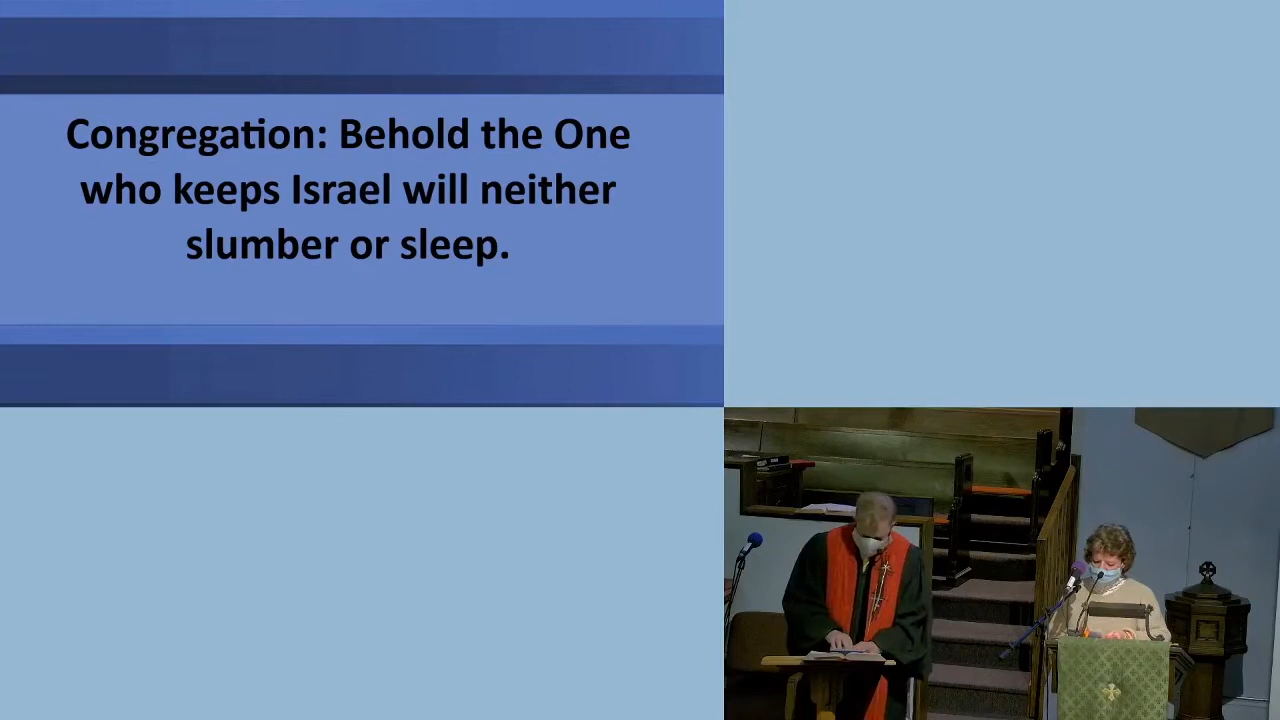 Congregation: Behold the One
who keeps Israel will neither
slumber or sleep.